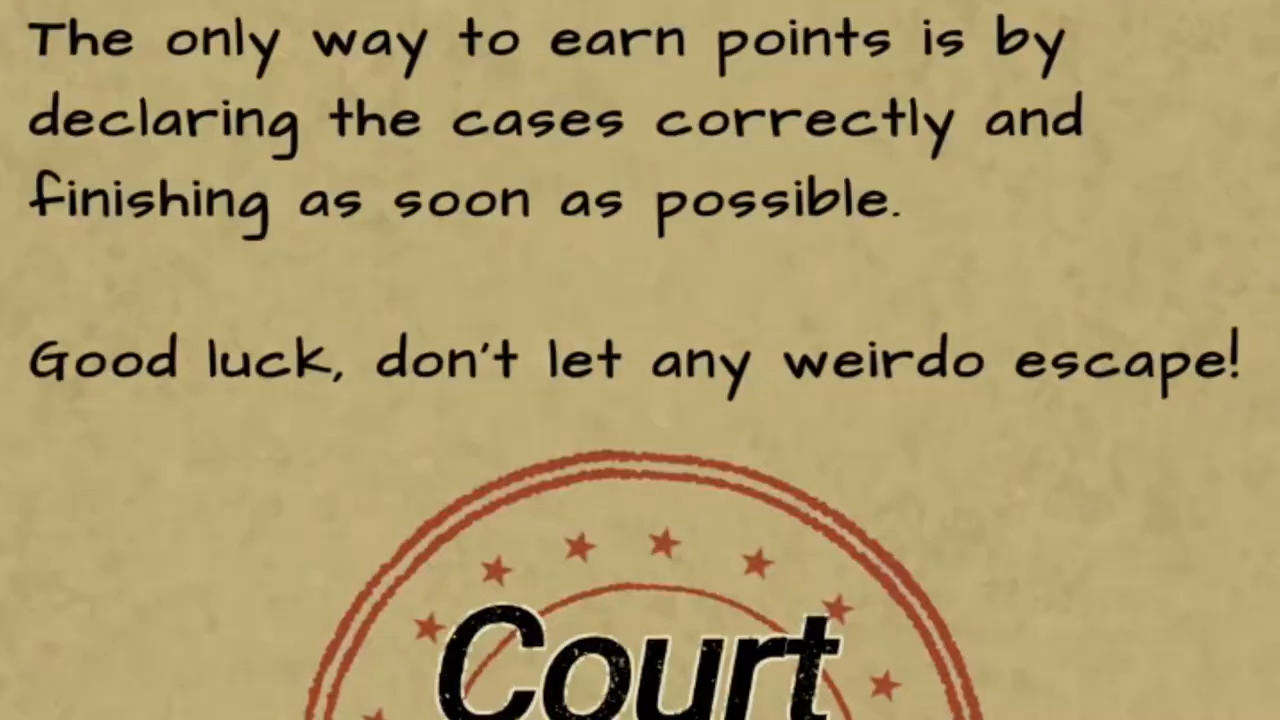 The only way to earn points is by
declaring the cases correctly and
finishing as soon as possible.
Good luck, don't let any weirdo escape!
Court